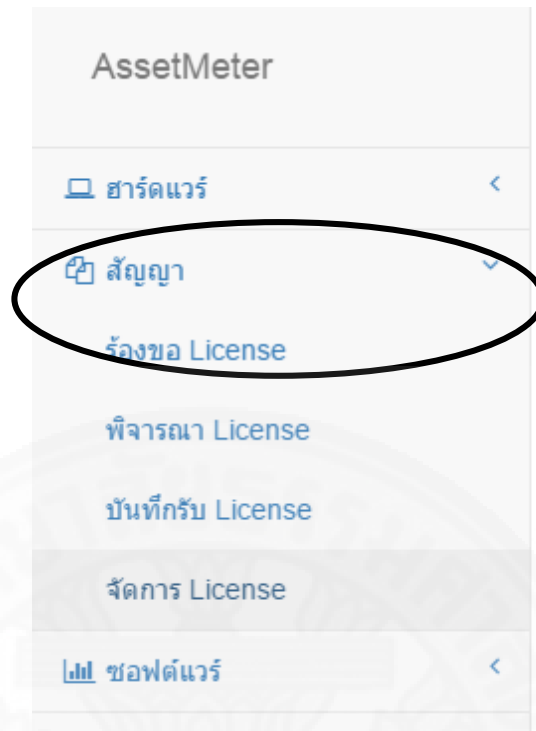 AssetMeter
ฮาร์ดแวร์
สัญญา
ร้องขอ License
พิจารณา License
บันทึกรับ License
จัดการ License
ซอฟต์แวร์